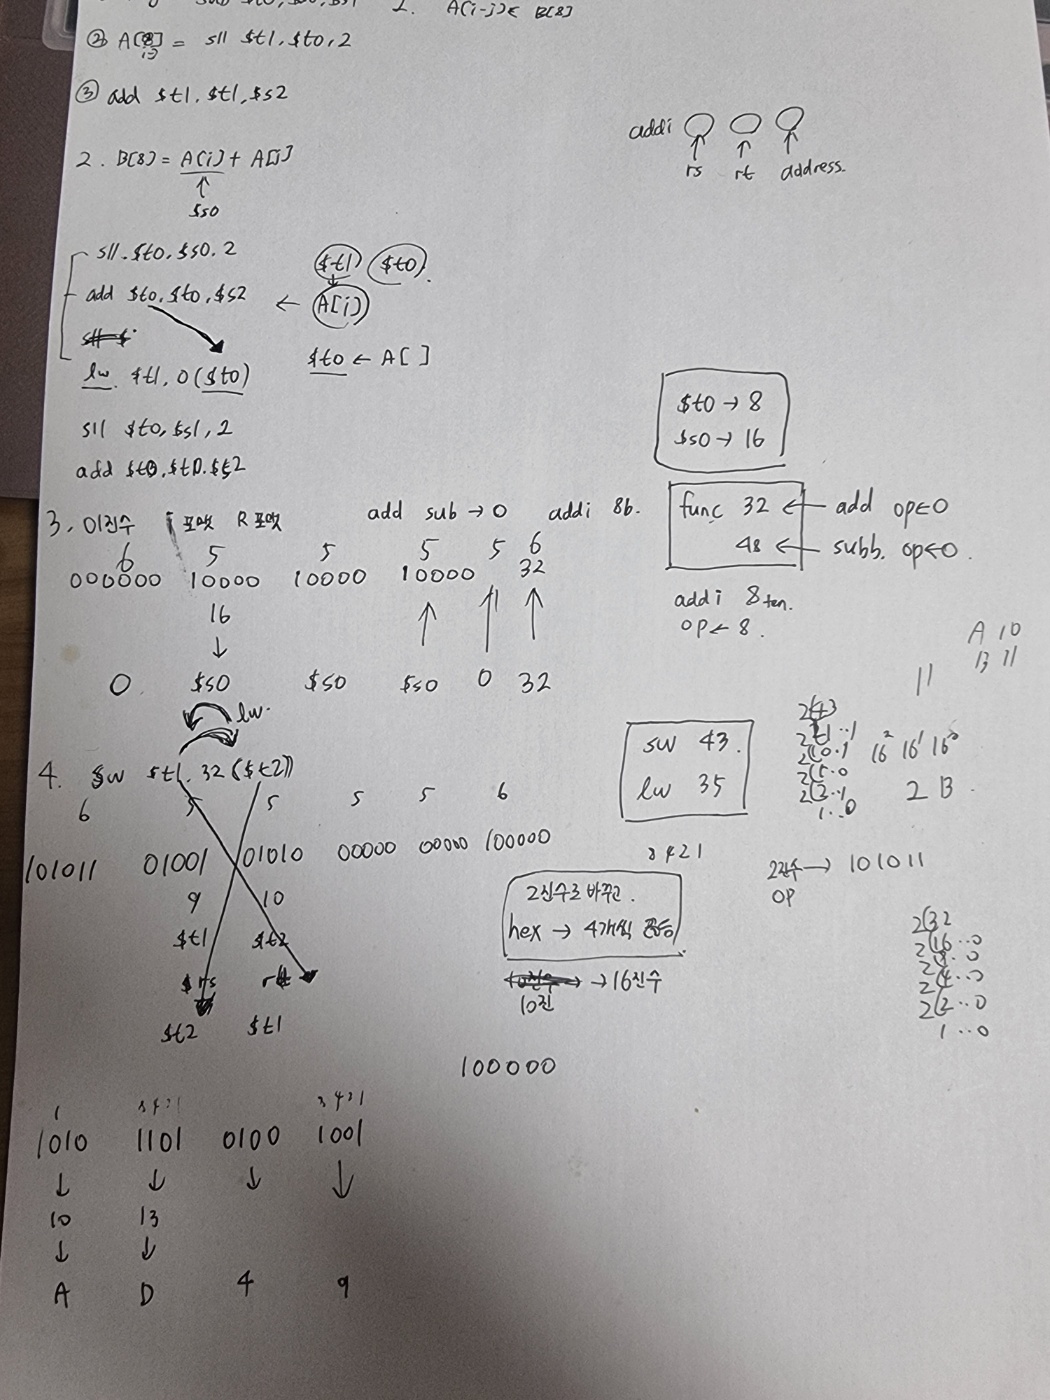 1. A[i-j] B[8]
② A[8] = sll $t1, $t0, 2
i-j
③ add $t1, $t1, $s2
addi
rs rt address.
2. B[8] = A[i] + A[j]
↑
$s0
sll. $t0, $s0, 2
add $t0, $t0, $s2 ←
$t1 $t0
A[i]
lw. $t1, 0($t0)
$t0 ← A[ ]
sll $t0, $s1, 2
add $t0, $t0, $s2
$t0 → 8
$s0 → 16
3. 이진수 포맷 R포맷
add sub → 0 addi 8b.
func 32 ← add op←0
48 ← subb. op←0.
addi 8ten.
op ← 8.
6 5 5 5 5 6
000000 10000 10000 10000 32
16
↓ ↑ ↑ ↑
0 $s0 $s0 $s0 0 32
A 10
B 11
11
lw.
4. sw $t1, 32($t2)
6 5 5 5 5 6
101011 01001 01010 00000 00000 100000
9 10
$t1 $t2
$rs rt
$t2 $t1
sw 43.
lw 35
2(43
2(21..1
2(10.1
2(5.0
2(2..1
1..0
16² 16¹ 16⁰
2 B.
8421
2진수 → 101011
OP
2진수로 바꾸고.
hex → 4개씩
→ 16진수
10진
2(32
2(16..0
2(8..0
2(4..0
2(2..0
1..0
100000
1 8421 8421
1010 1101 0100 1001
↓ ↓ ↓ ↓
10 13
↓ ↓
A D 4 9